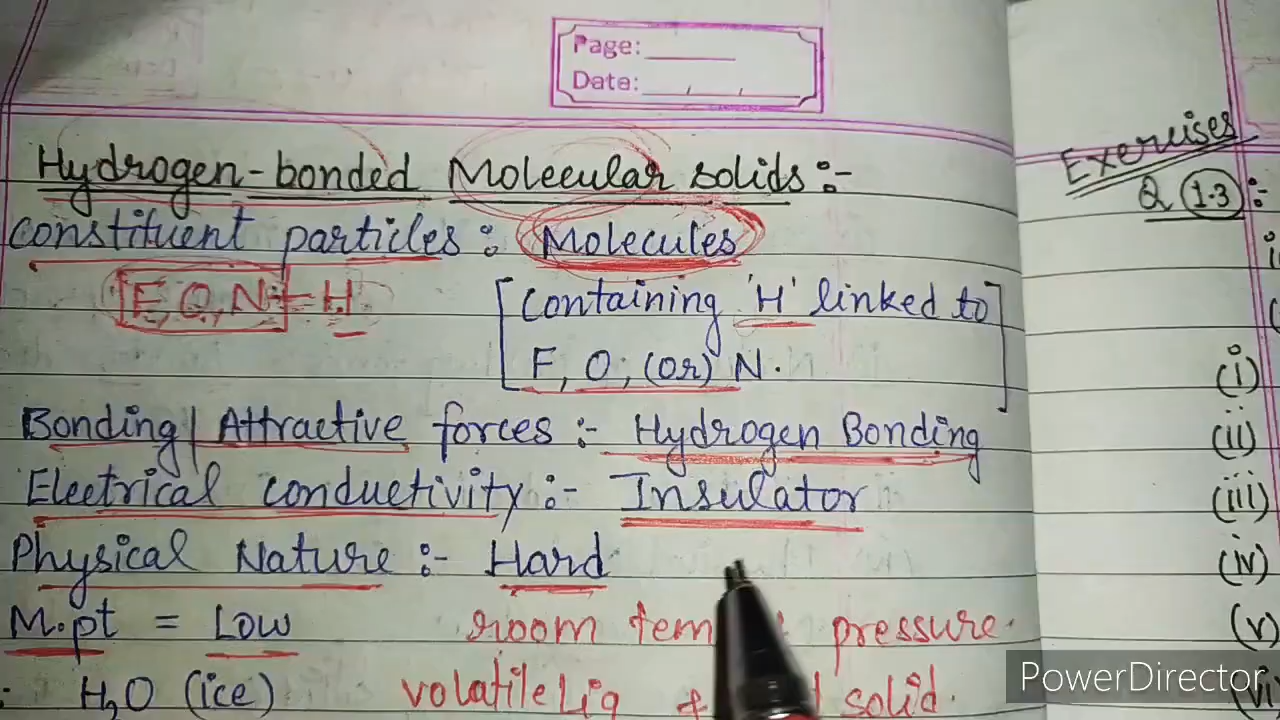 Page:
Date:
Hydrogen-bonded Molecular solids:-
Constituent particles: Molecules
F, O, N - H
[Containing 'H' linked to
F, O, (or) N.]
Bonding/Attractive forces:- Hydrogen Bonding
Electrical conductivity:- Insulator
Physical Nature:- Hard
M.pt = Low
room pressure.
: H₂O (ice)
volatile Liq solid.
Exercises
Q 1.3 :-
(i)
(ii)
(iii)
(iv)
(v)
PowerDirector